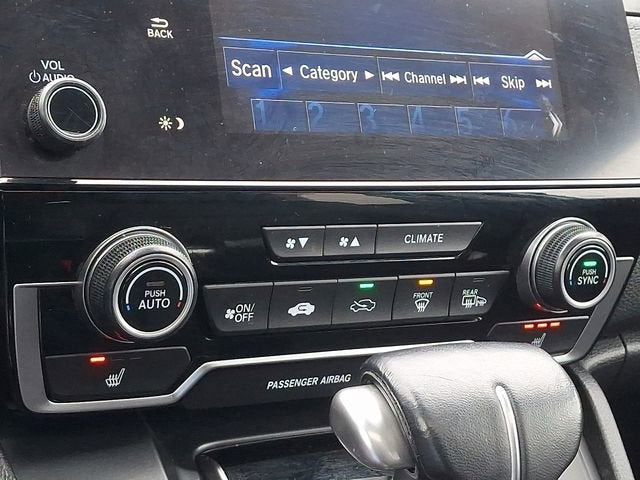 BACK
VOL
AUDIO
Scan
Category
Channel
Skip
1 2 3 4 5 6
CLIMATE
PUSH
AUTO
ON/
OFF
FRONT
REAR
PUSH
SYNC
PASSENGER AIRBAG